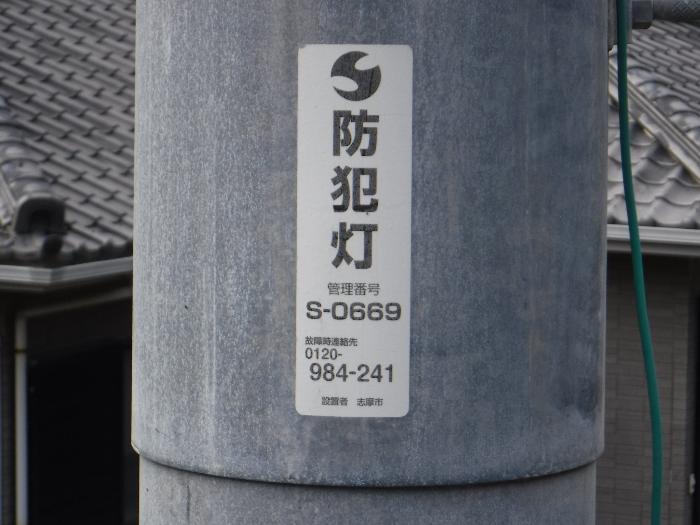 防犯灯
管理番号
S-0669
故障時連絡先
0120-
984-241
設置者 志摩市